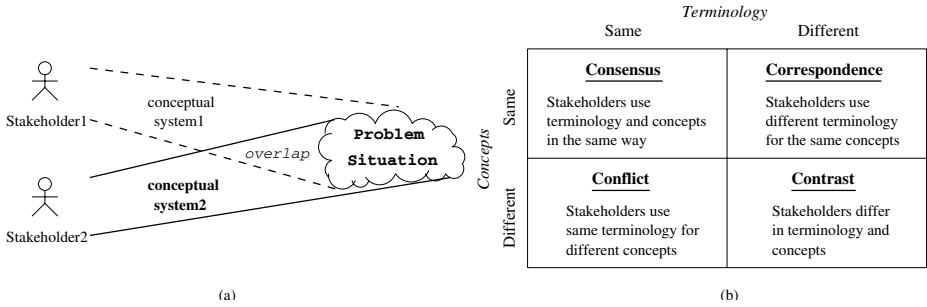 Stakeholder1
conceptual
system1
overlap
Problem
Situation
conceptual
system2
Stakeholder2
(a)
Terminology
Same
Different
Concepts
Same
Different
Consensus
Stakeholders use
terminology and concepts
in the same way
Correspondence
Stakeholders use
different terminology
for the same concepts
Conflict
Stakeholders use
same terminology for
different concepts
Contrast
Stakeholders differ
in terminology and
concepts
(b)